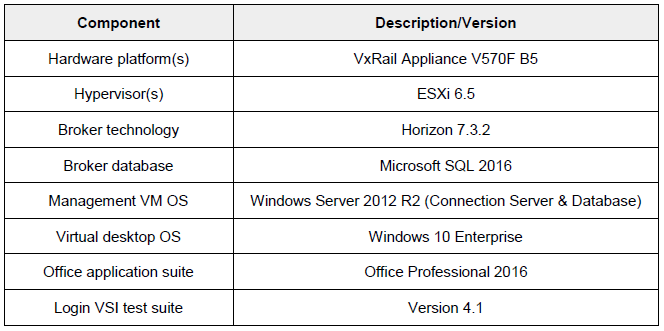 Component Description/Version
Hardware platform(s) VxRail Appliance V570F B5
Hypervisor(s) ESXi 6.5
Broker technology Horizon 7.3.2
Broker database Microsoft SQL 2016
Management VM OS Windows Server 2012 R2 (Connection Server & Database)
Virtual desktop OS Windows 10 Enterprise
Office application suite Office Professional 2016
Login VSI test suite Version 4.1